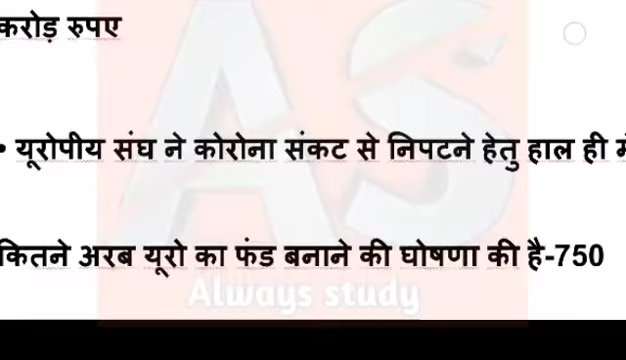 करोड़ रुपए
• यूरोपीय संघ ने कोरोना संकट से निपटने हेतु हाल ही
कितने अरब यूरो का फंड बनाने की घोषणा की है-750
AS
Always study